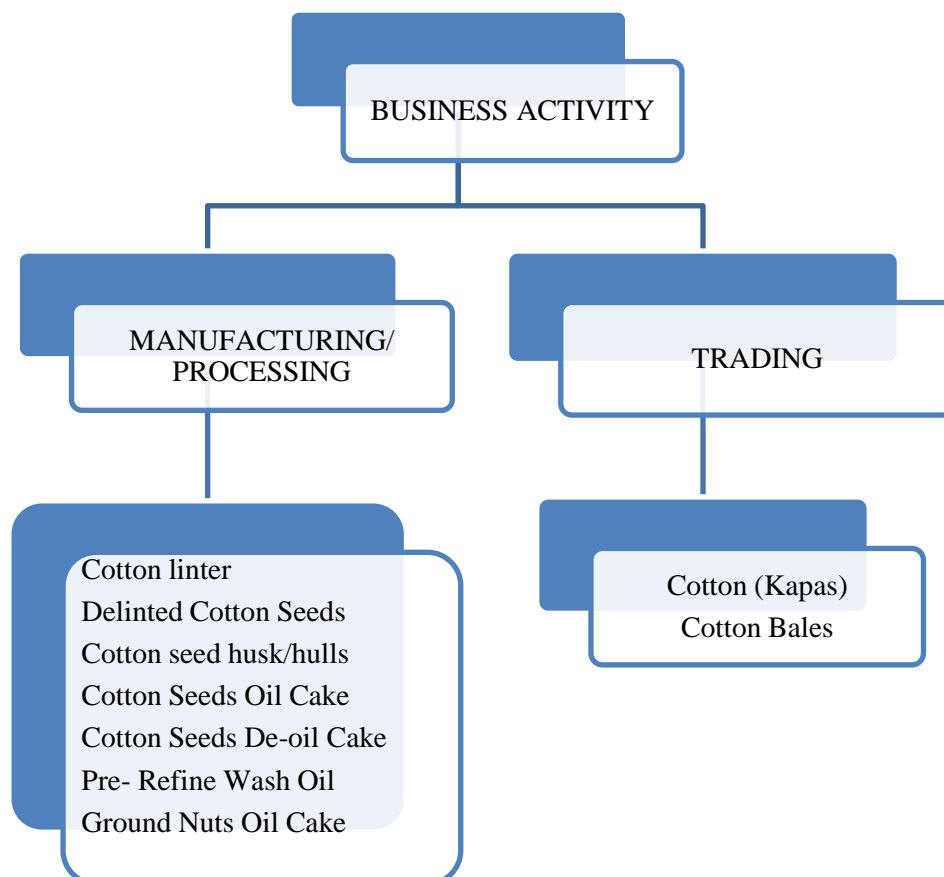 BUSINESS ACTIVITY
MANUFACTURING/
PROCESSING
TRADING
Cotton linter
Delinted Cotton Seeds
Cotton seed husk/hulls
Cotton Seeds Oil Cake
Cotton Seeds De-oil Cake
Pre- Refine Wash Oil
Ground Nuts Oil Cake
Cotton (Kapas)
Cotton Bales